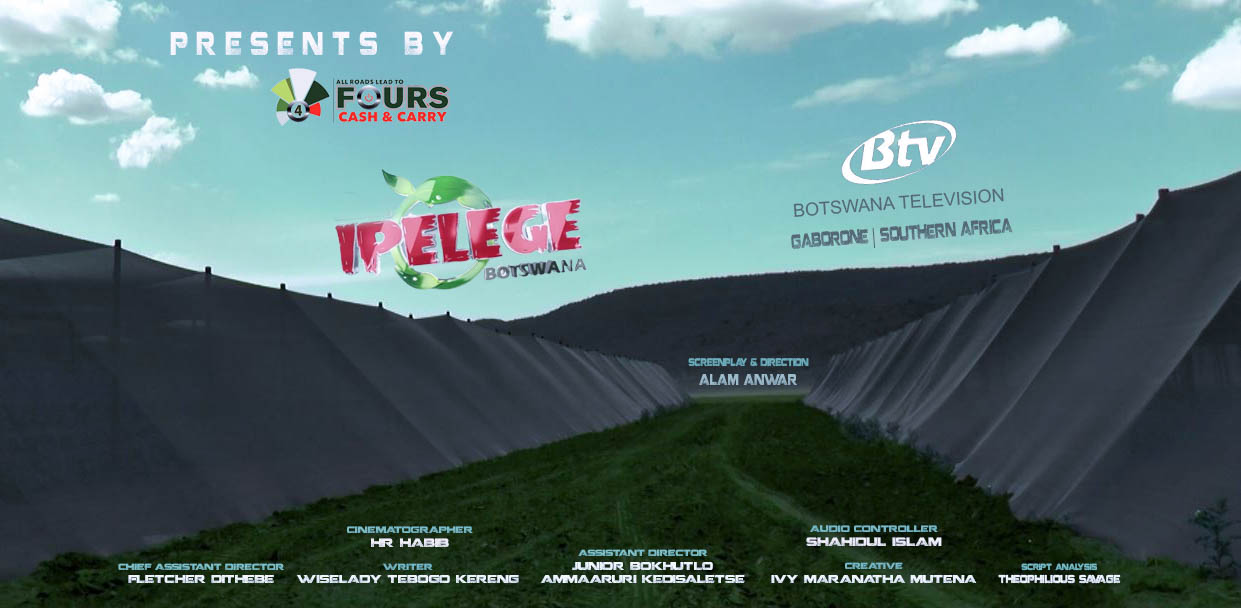 PRESENTS BY
ALL ROADS LEAD TO
4
FOURS
CASH & CARRY
IPELEGE
BOTSWANA
Btv
BOTSWANA TELEVISION
GABORONE | SOUTHERN AFRICA
SCREENPLAY & DIRECTION
ALAM ANWAR
CINEMATOGRAPHER
HR HABIB
AUDIO CONTROLLER
SHAHIDUL ISLAM
CHIEF ASSISTANT DIRECTOR
FLETCHER DITHEBE
WRITER
WISELADY TEBOGO KERENG
ASSISTANT DIRECTOR
JUNIOR BOKHUTLO
AMMAARURI KEDISALETSE
CREATIVE
IVY MARANATHA MUTENA
SCRIPT ANALYSIS
THEOPHILIOUS SAVAGE